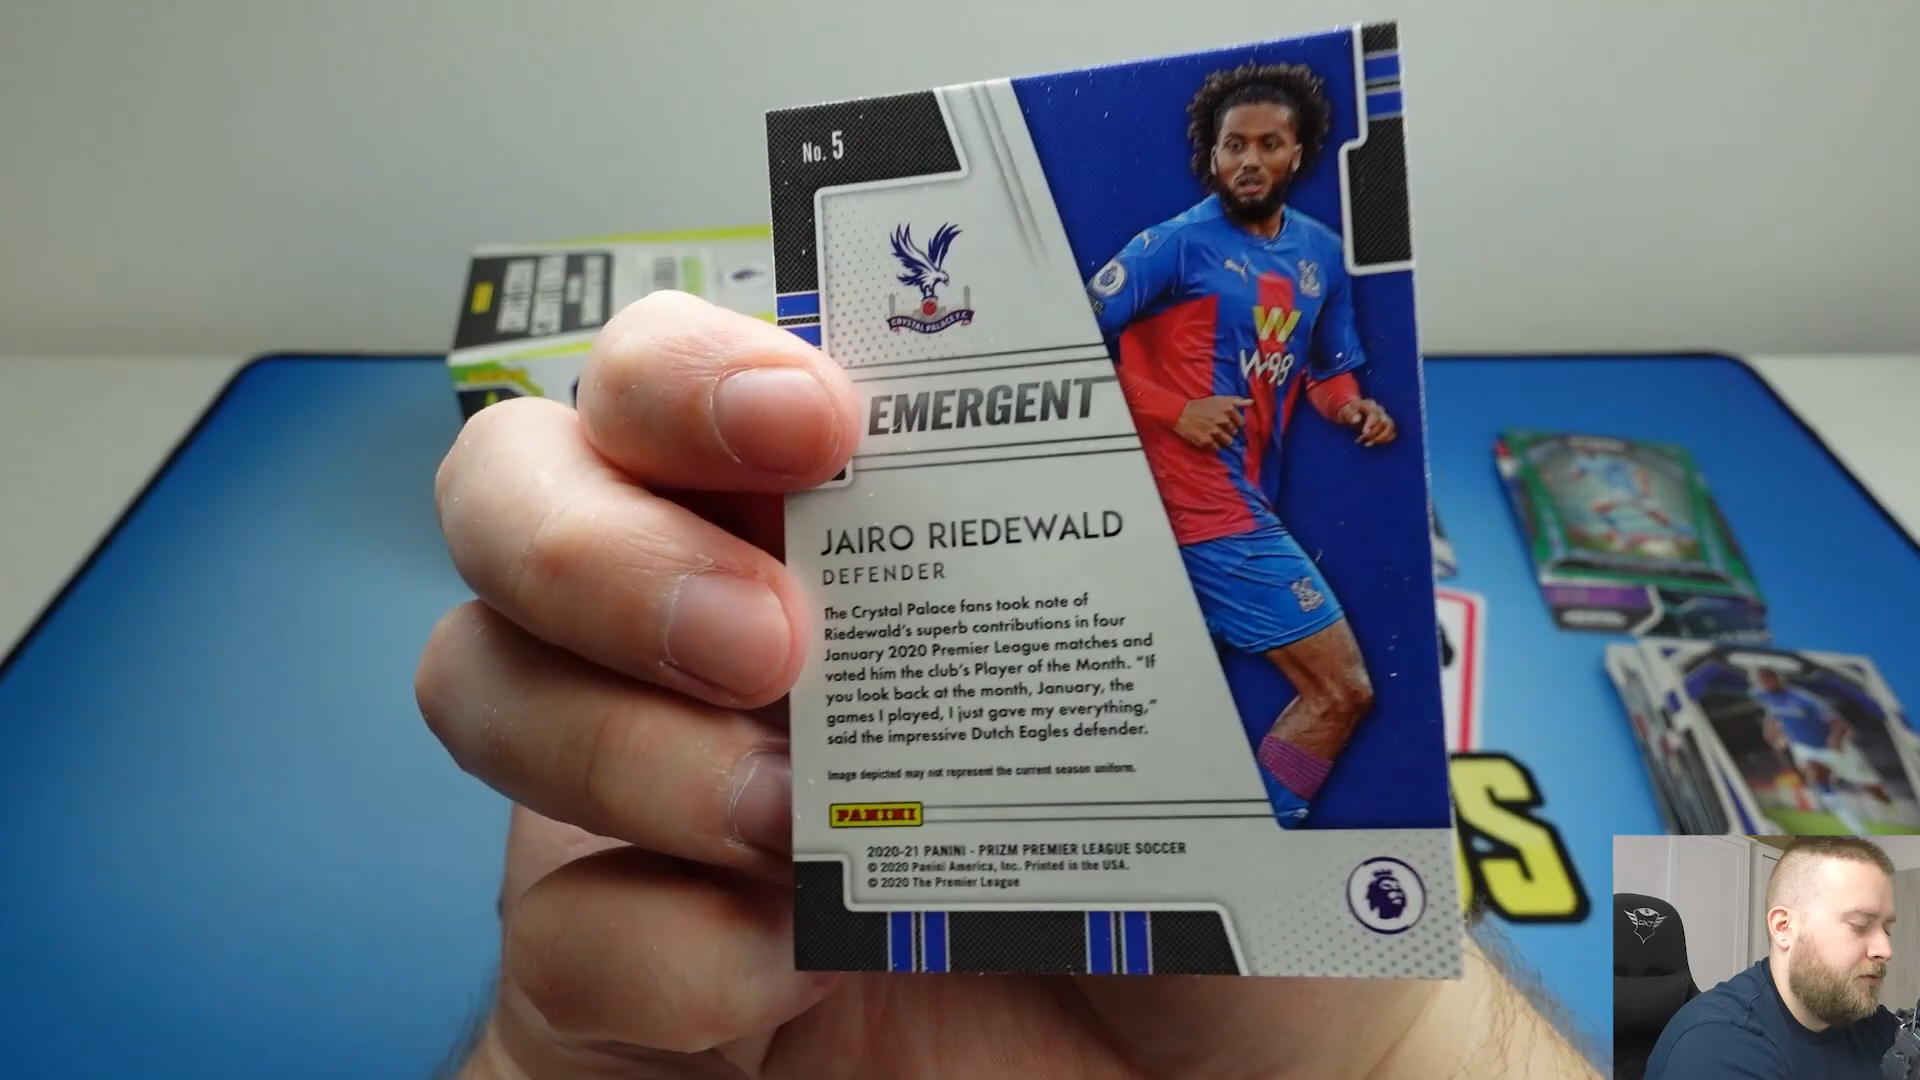 No. 5
CRYSTAL PALACE F.C.
EMERGENT
JAIRO RIEDEWALD
DEFENDER
The Crystal Palace fans took note of
Riedewald's superb contributions in four
January 2020 Premier League matches and
voted him the club's Player of the Month. "If
you look back at the month, January, the
games I played, I just gave my everything,"
said the impressive Dutch Eagles defender.
Image depicted may not represent the current season uniform.
PANINI
2020-21 PANINI - PRIZM PREMIER LEAGUE SOCCER
© 2020 Panini America, Inc. Printed in the USA.
© 2020 The Premier League
W
S